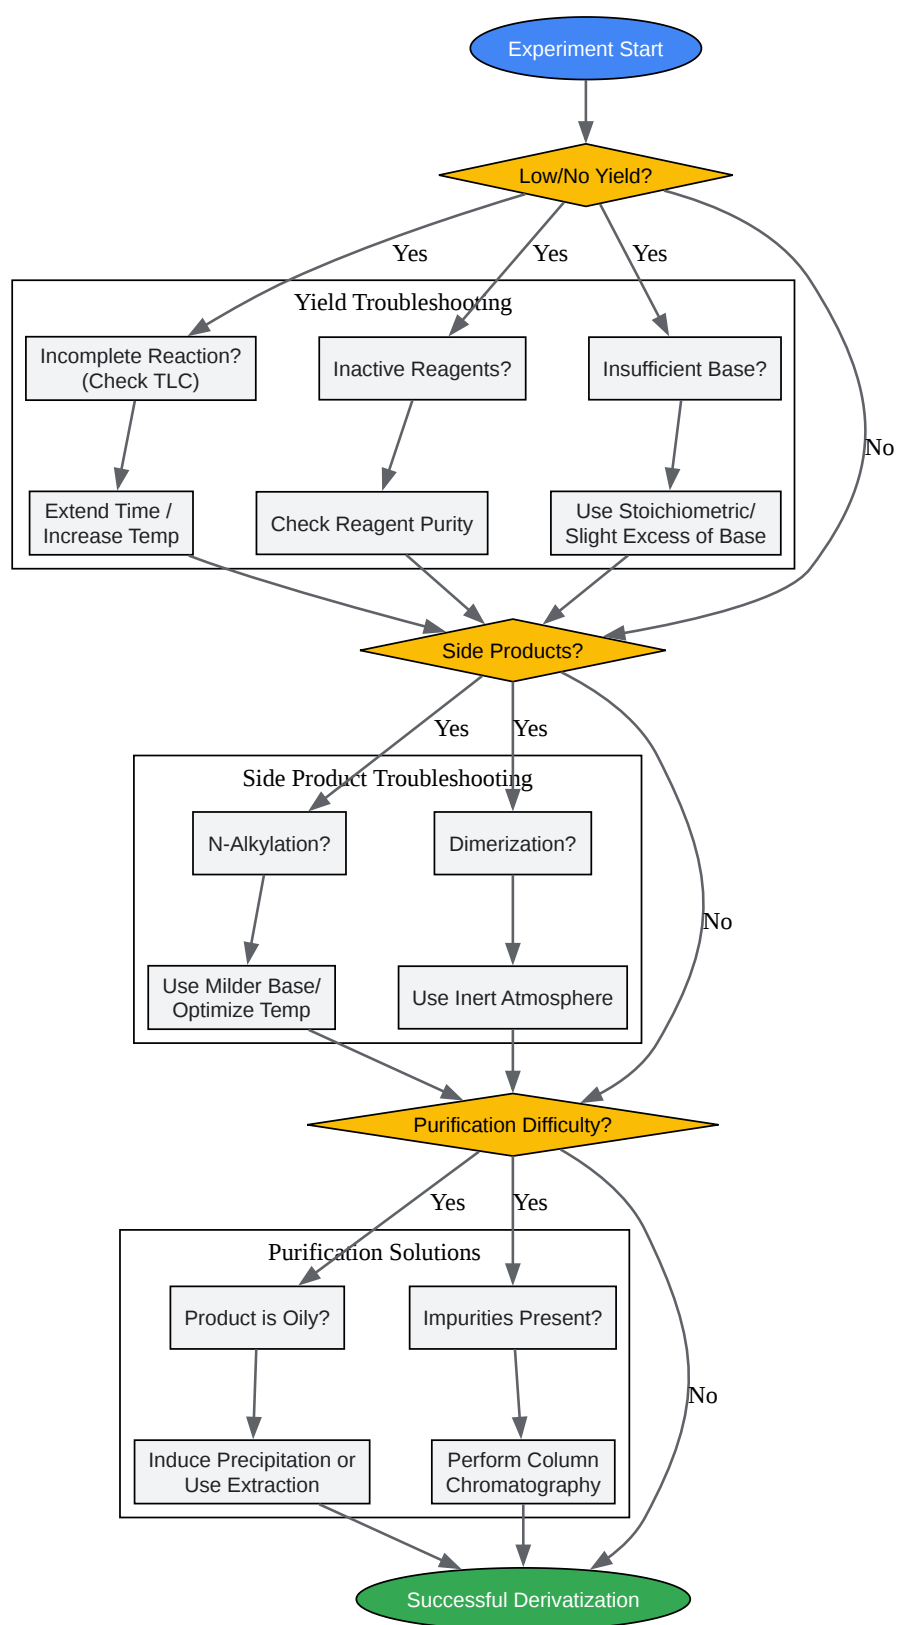 Experiment Start
Low/No Yield?
Yes
Yes
Yes
Yield Troubleshooting
Incomplete Reaction?
(Check TLC)
Inactive Reagents?
Insufficient Base?
No
Extend Time /
Increase Temp
Check Reagent Purity
Use Stoichiometric/
Slight Excess of Base
Side Products?
Yes
Yes
Side Product Troubleshooting
N-Alkylation?
Dimerization?
No
Use Milder Base/
Optimize Temp
Use Inert Atmosphere
Purification Difficulty?
Yes
Yes
Purification Solutions
Product is Oily?
Impurities Present?
No
Induce Precipitation or
Use Extraction
Perform Column
Chromatography
Successful Derivatization